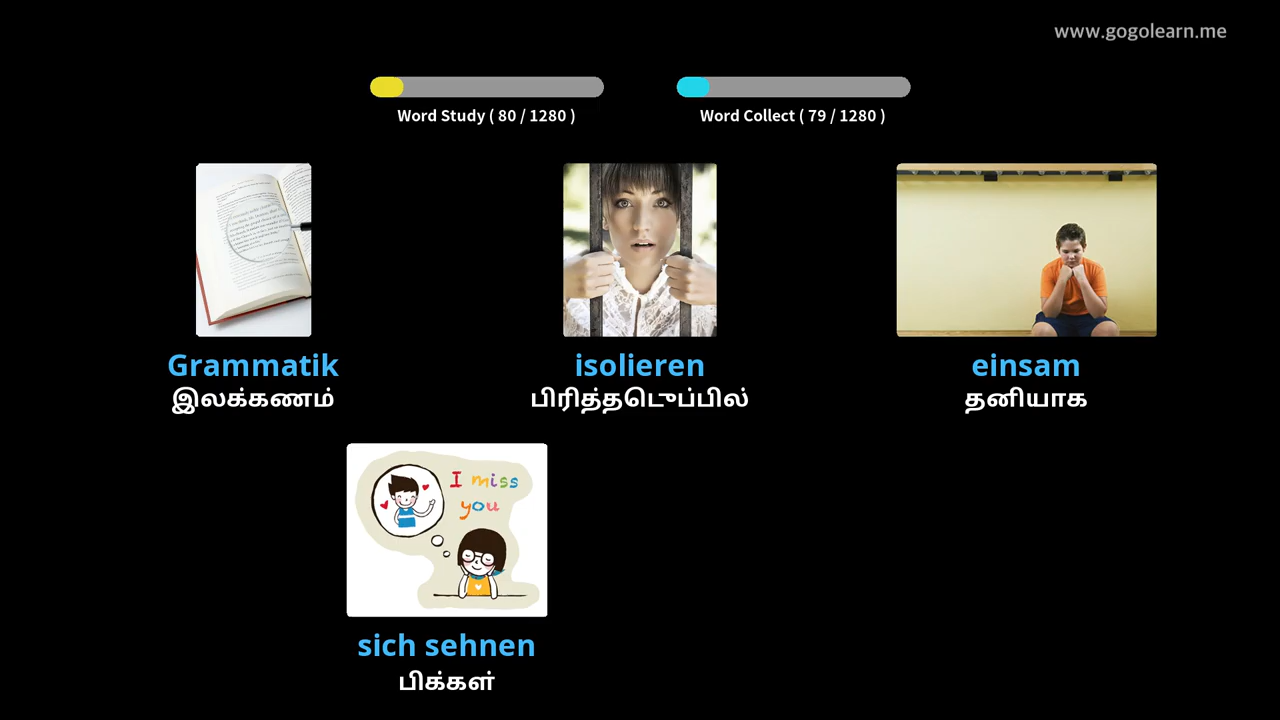 www.gogolearn.me
Word Study ( 80 / 1280 )
Word Collect ( 79 / 1280 )
Grammatik
இலக்கணம்
isolieren
பிரித்தடெுப்பில்
einsam
தனியாக
I miss
you
sich sehnen
பிக்கள்